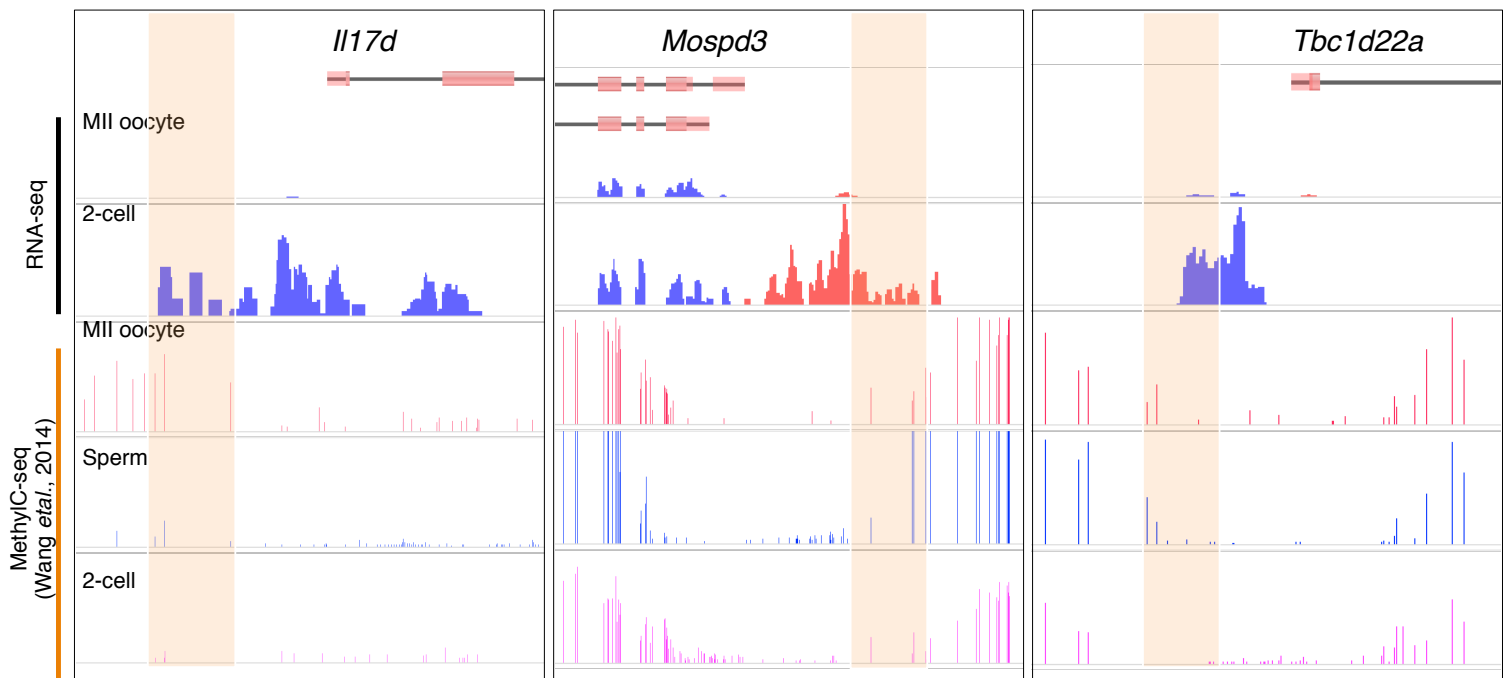 Il17d
Mospd3
Tbc1d22a
RNA-seq
MII oocyte
2-cell
MethylC-seq
(Wang etal., 2014)
MII oocyte
Sperm
2-cell